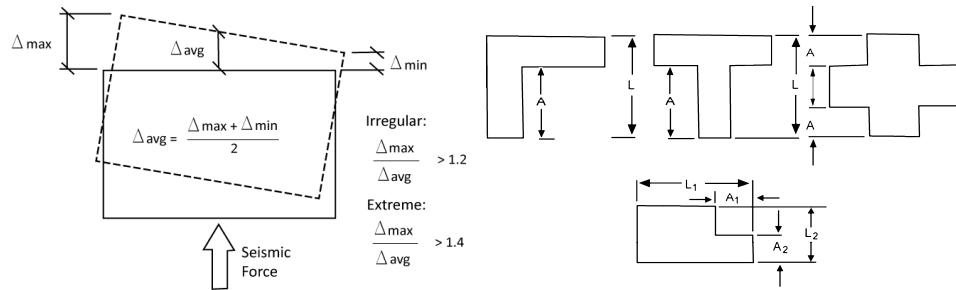 Δ max
Δ avg
Δ min
Δ avg = Δ max + Δ min
2
Irregular:
Δ max
Δ avg
> 1.2
Extreme:
Δ max
Δ avg
> 1.4
Seismic
Force
A
L
A
L
A
A
L₁
A₁
A₂
L₂